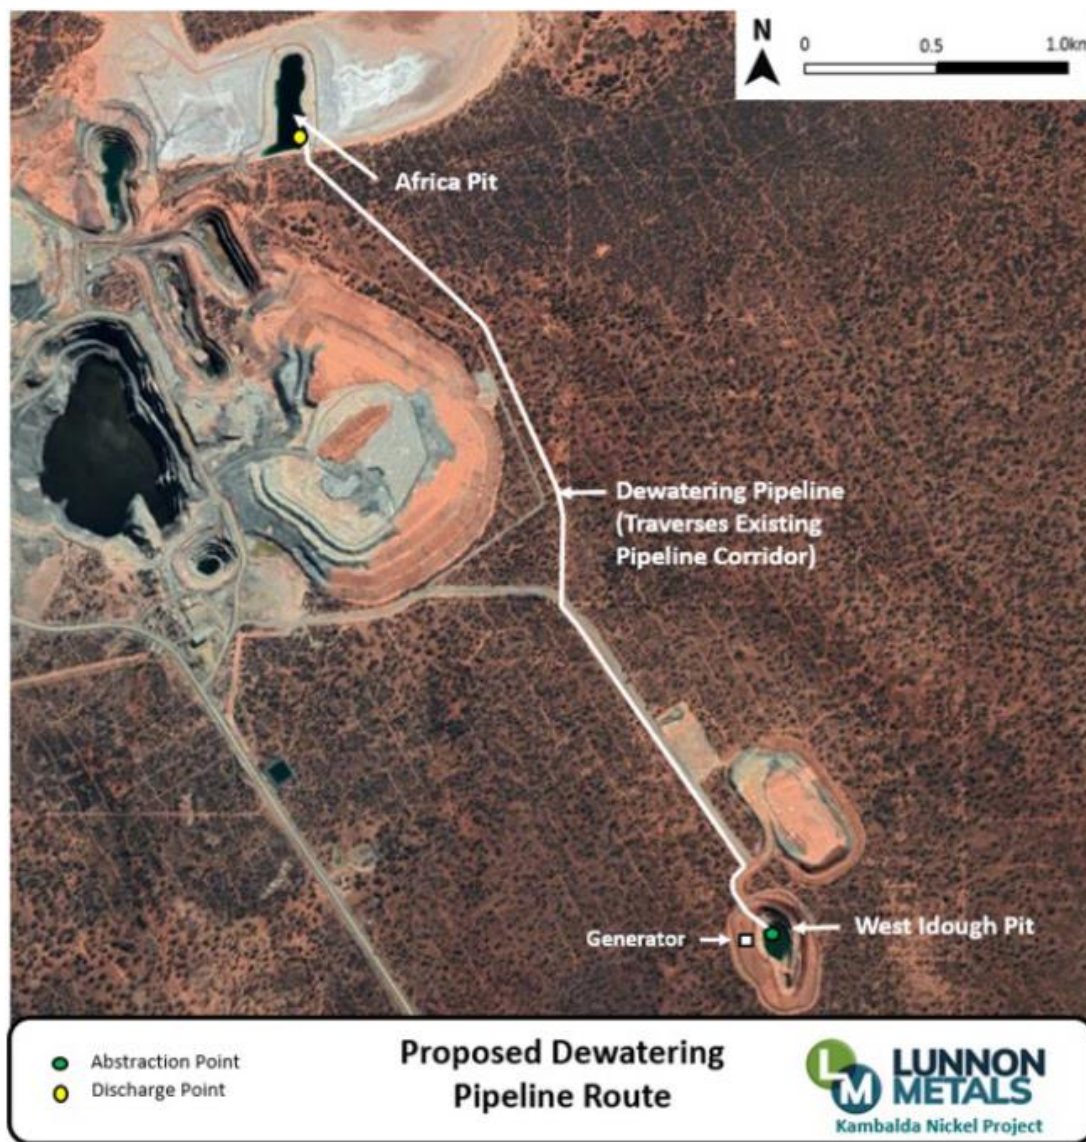 N
0 0.5 1.0km
Africa Pit
Dewatering Pipeline
(Traverses Existing
Pipeline Corridor)
Generator
West Idough Pit
Abstraction Point
Discharge Point
Proposed Dewatering
Pipeline Route
LM
LUNNON
METALS
Kambalda Nickel Project